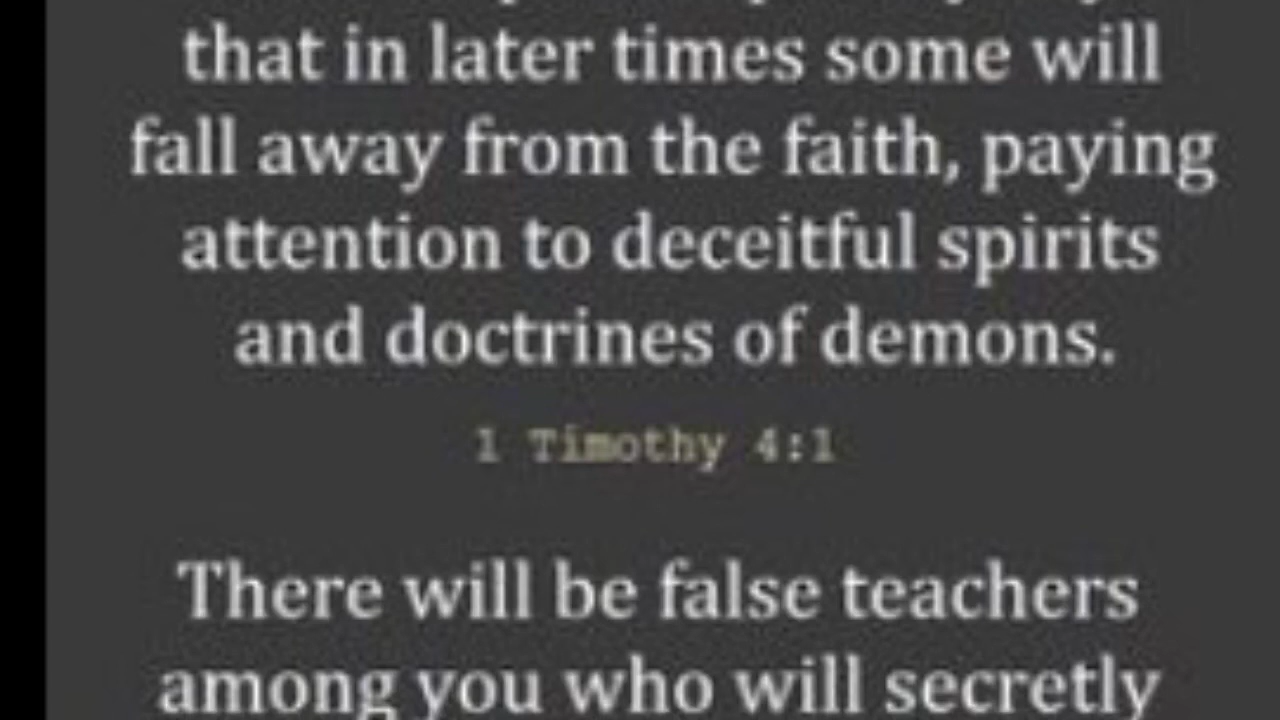 that in later times some will
fall away from the faith, paying
attention to deceitful spirits
and doctrines of demons.
1 Timothy 4:1
There will be false teachers
among you who will secretly